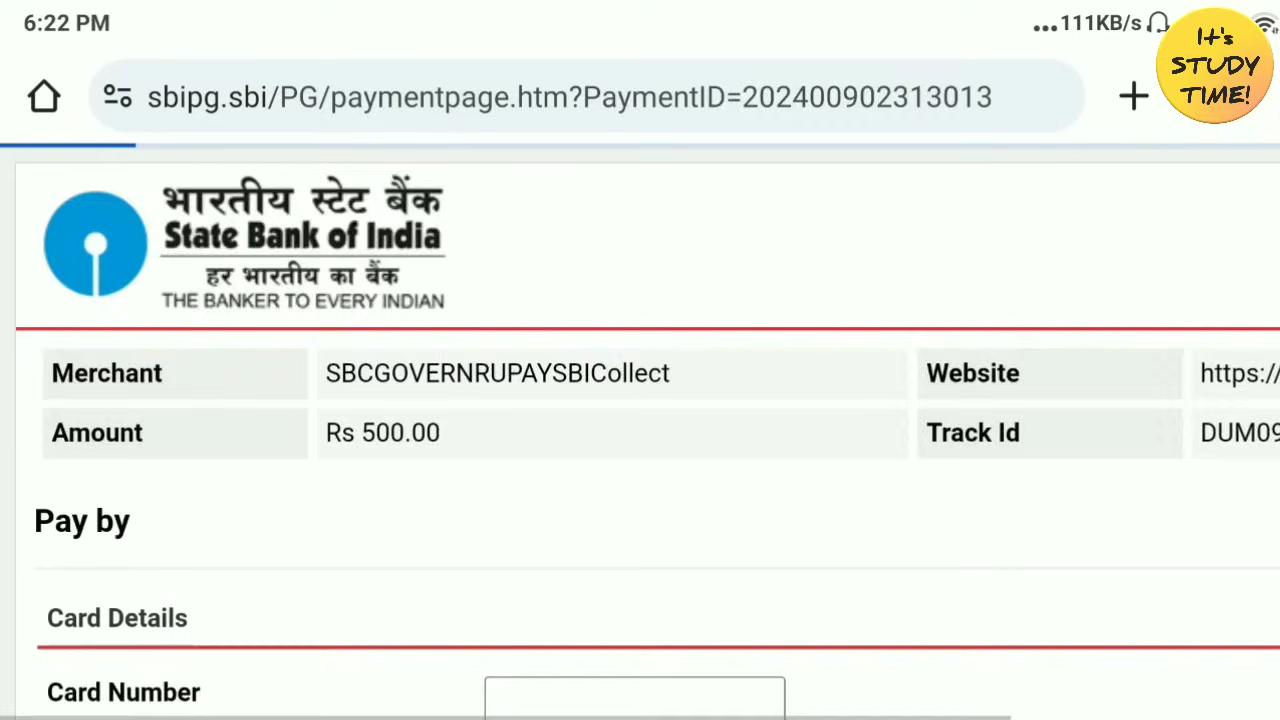 6:22 PM
111KB/s
It's
STUDY
TIME!
sbipg.sbi/PG/paymentpage.htm?PaymentID=202400902313013
भारतीय स्टेट बैंक
State Bank of India
हर भारतीय का बैंक
THE BANKER TO EVERY INDIAN
Merchant SBCGOVERNRUPAYSBICollect Website https:/
Amount Rs 500.00 Track Id DUM09
Pay by
Card Details
Card Number